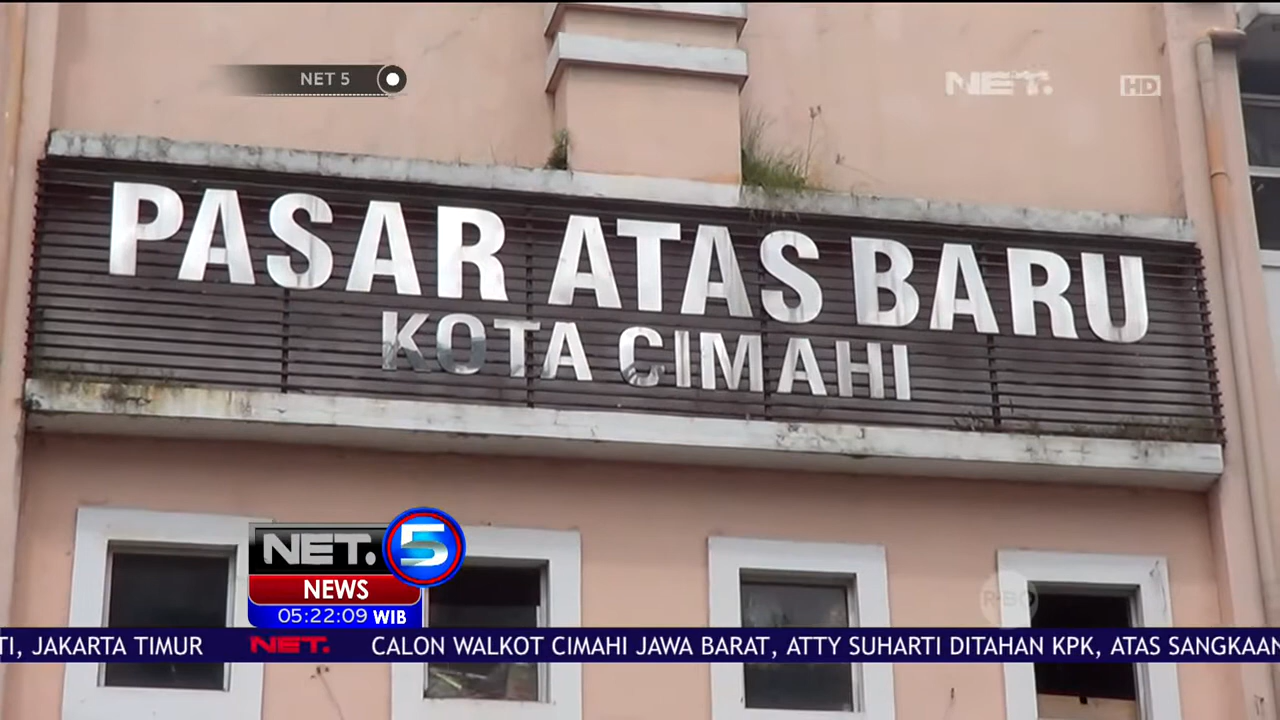 NET 5
NET.
HD
PASAR ATAS BARU
KOTA CIMAHI
NET. 5
NEWS
05:22:09 WIB
TI, JAKARTA TIMUR NET. CALON WALKOT CIMAHI JAWA BARAT, ATTY SUHARTI DITAHAN KPK, ATAS SANGKAAN